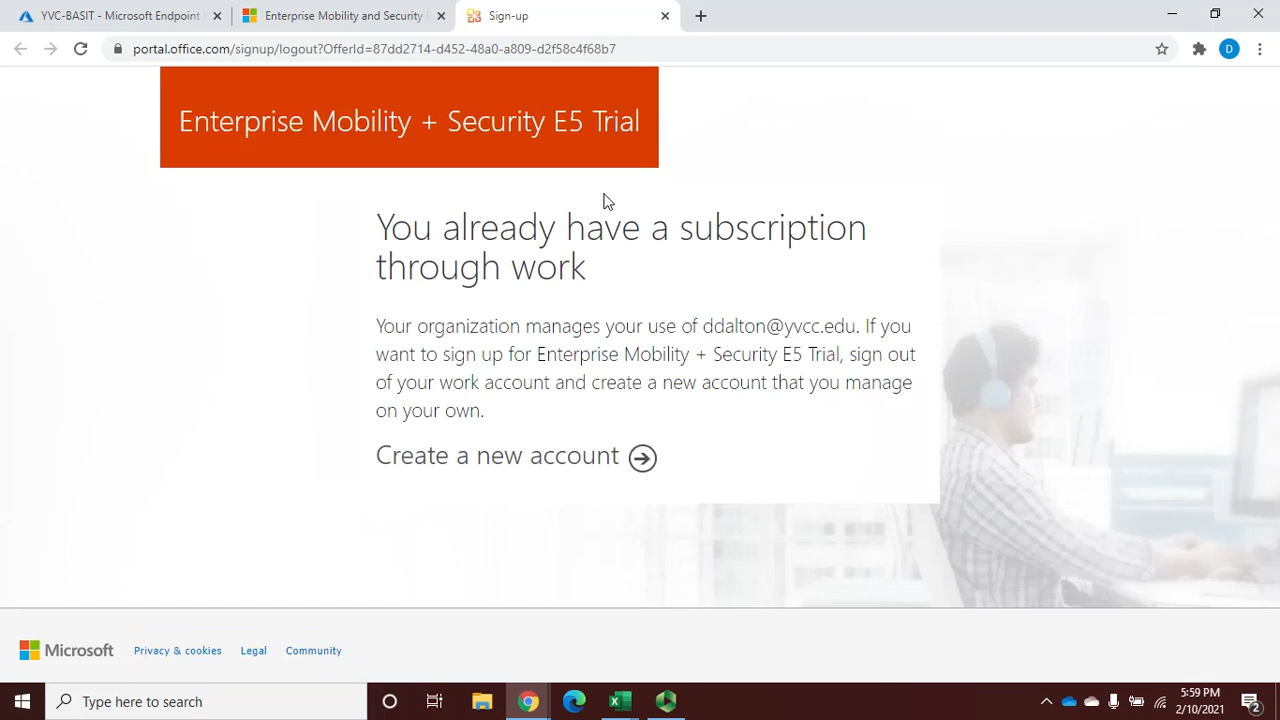 YVC-BASIT - Microsoft Endpoint
Enterprise Mobility and Security
Sign-up
portal.office.com/signup/logout?OfferId=87dd2714-d452-48a0-a809-d2f58c4f68b7
D
Enterprise Mobility + Security E5 Trial
You already have a subscription
through work
Your organization manages your use of ddalton@yvcc.edu. If you
want to sign up for Enterprise Mobility + Security E5 Trial, sign out
of your work account and create a new account that you manage
on your own.
Create a new account
Microsoft
Privacy & cookies
Legal
Community
Type here to search
5:59 PM
2/10/2021
2